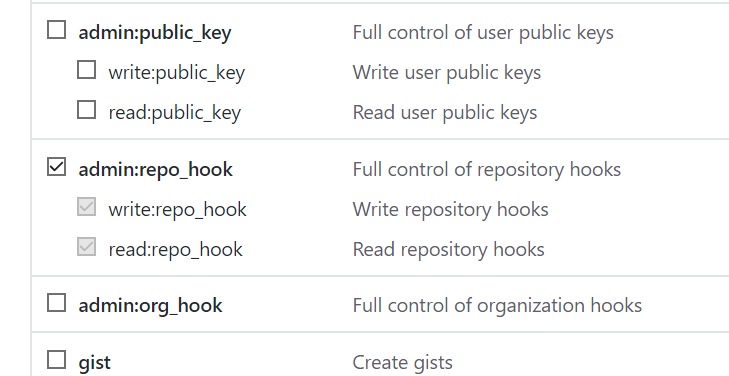 admin:public_key Full control of user public keys
write:public_key Write user public keys
read:public_key Read user public keys
admin:repo_hook Full control of repository hooks
write:repo_hook Write repository hooks
read:repo_hook Read repository hooks
admin:org_hook Full control of organization hooks
gist Create gists